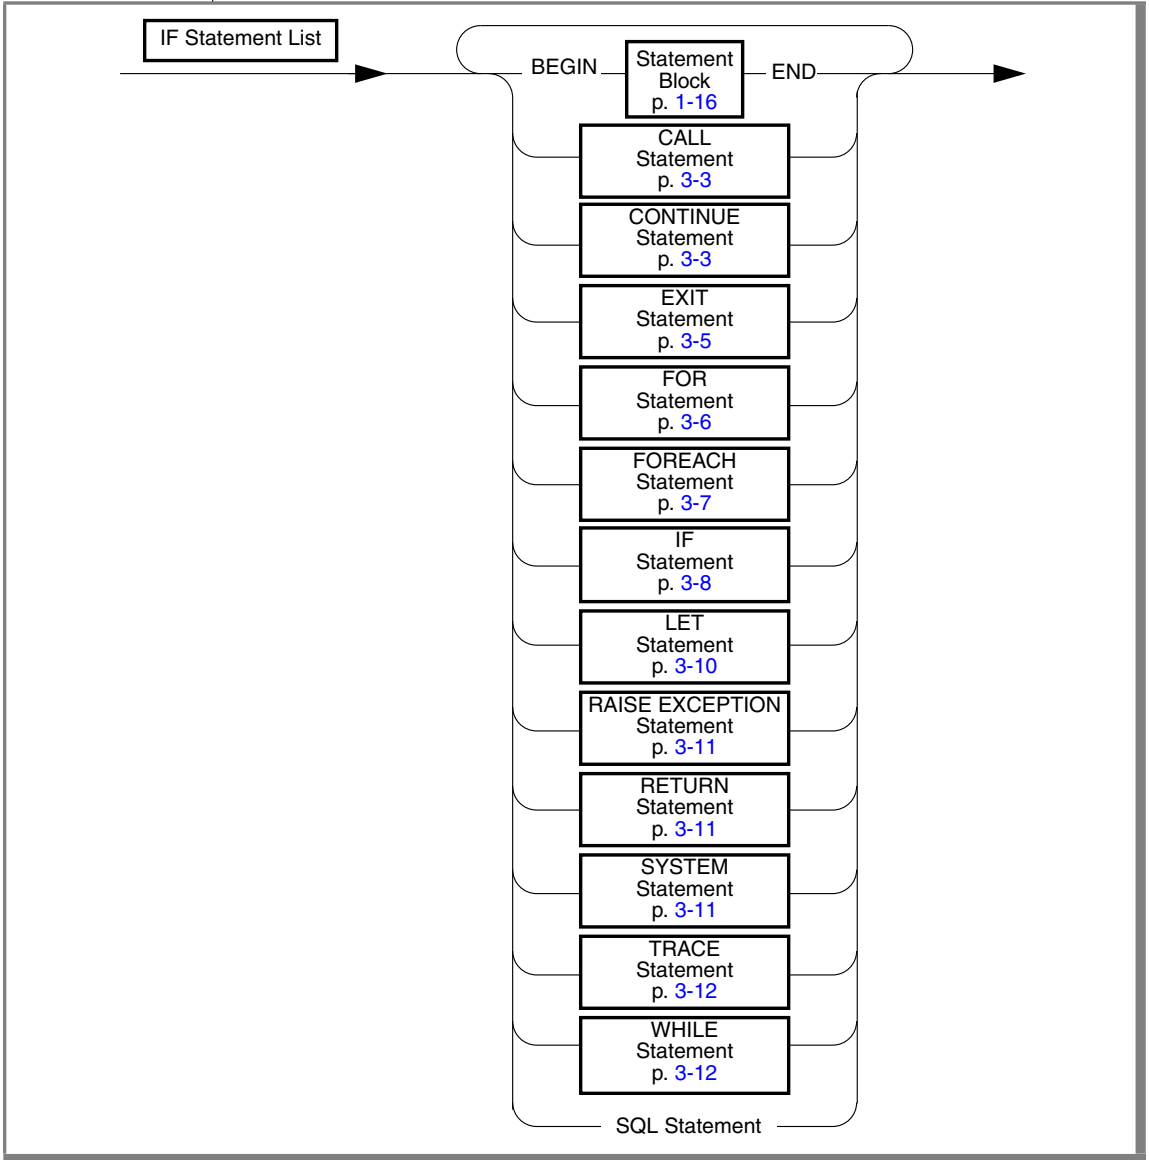 IF Statement List
BEGIN
Statement
Block
p. 1-16
END
CALL
Statement
p. 3-3
CONTINUE
Statement
p. 3-3
EXIT
Statement
p. 3-5
FOR
Statement
p. 3-6
FOREACH
Statement
p. 3-7
IF
Statement
p. 3-8
LET
Statement
p. 3-10
RAISE EXCEPTION
Statement
p. 3-11
RETURN
Statement
p. 3-11
SYSTEM
Statement
p. 3-11
TRACE
Statement
p. 3-12
WHILE
Statement
p. 3-12
SQL Statement